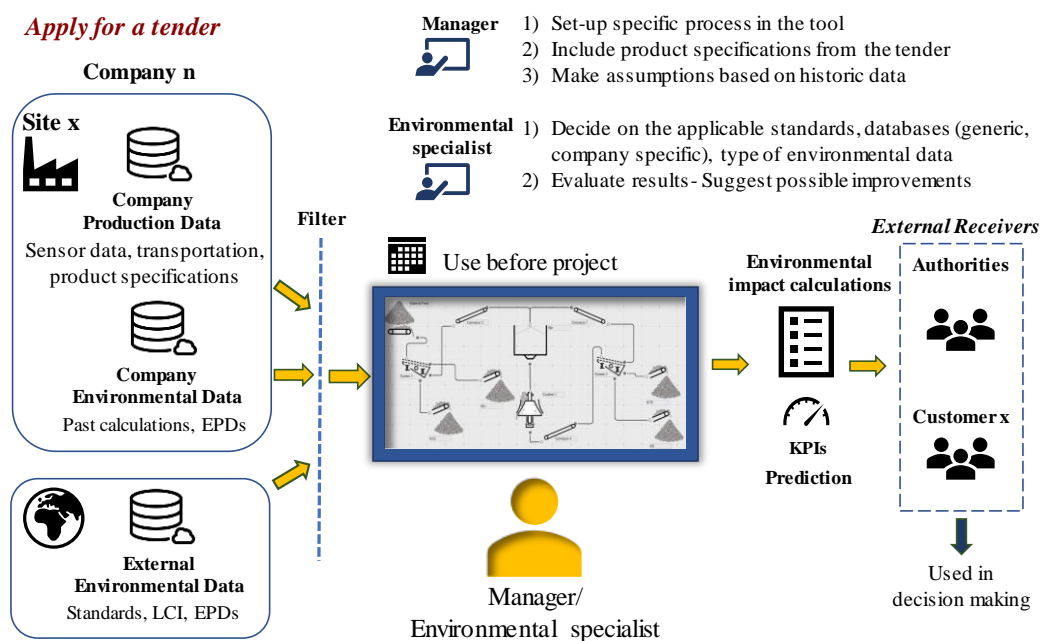 Apply for a tender
Company n
Site x
Company
Production Data
Sensor data, transportation,
product specifications
Company
Environmental Data
Past calculations, EPDs
External
Environmental Data
Standards, LCI, EPDs
Filter
Manager
1) Set-up specific process in the tool
2) Include product specifications from the tender
3) Make assumptions based on historic data
Environmental
specialist
1) Decide on the applicable standards, databases (generic,
company specific), type of environmental data
2) Evaluate results- Suggest possible improvements
Use before project
Manager/
Environmental specialist
Environmental
impact calculations
KPIs
Prediction
External Receivers
Authorities
Customer x
Used in
decision making